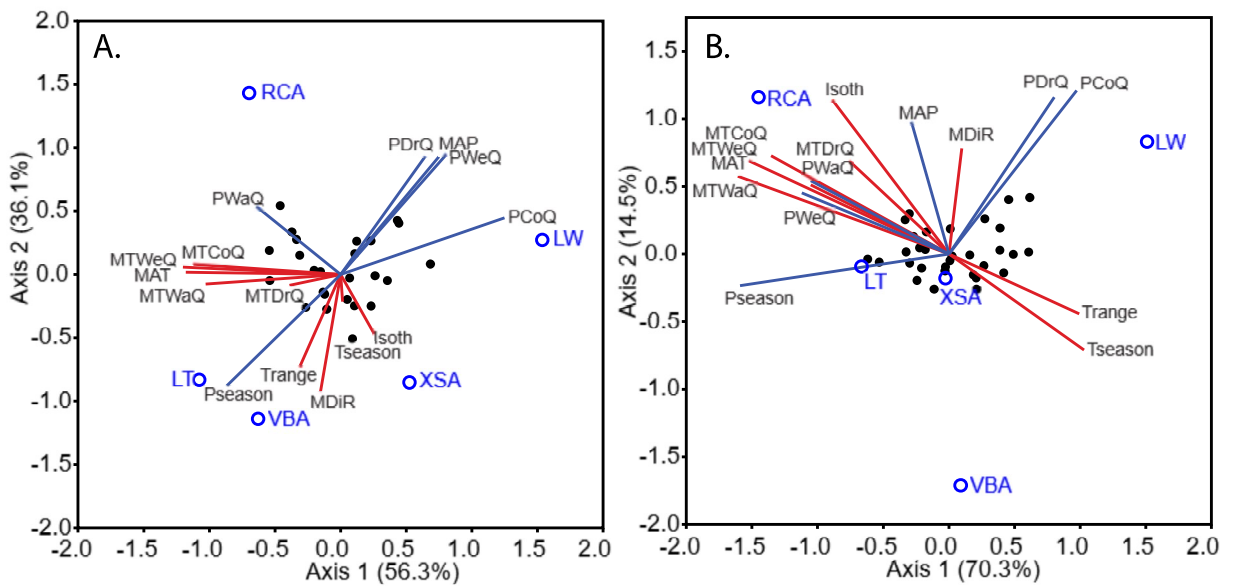 A.
2.0
1.5
1.0
0.5
0.0
-0.5
-1.0
-1.5
-2.0
Axis 2 (36.1%)
RCA
PDrQ MAP
PWeQ
PWaQ
PCoQ
LW
MTCoQ
MTWeQ
MAT
MTWaQ
MTDrQ
Isoth
Tseason
Trange
LT
Pseason
MDiR
XSA
VBA
-2.0 -1.5 -1.0 -0.5 0.0 0.5 1.0 1.5 2.0
Axis 1 (56.3%)
B.
1.5
1.0
0.5
0.0
-0.5
-1.0
-1.5
-2.0
Axis 2 (14.5%)
RCA
Isoth
PDrQ PCoQ
MAP
MDiR
LW
MTCoQ
MTWeQ
MTDrQ
MAT
PWaQ
MTWaQ
PWeQ
Pseason
LT
XSA
Trange
Tseason
VBA
-2.0 -1.5 -1.0 -0.5 0.0 0.5 1.0 1.5 2.0
Axis 1 (70.3%)